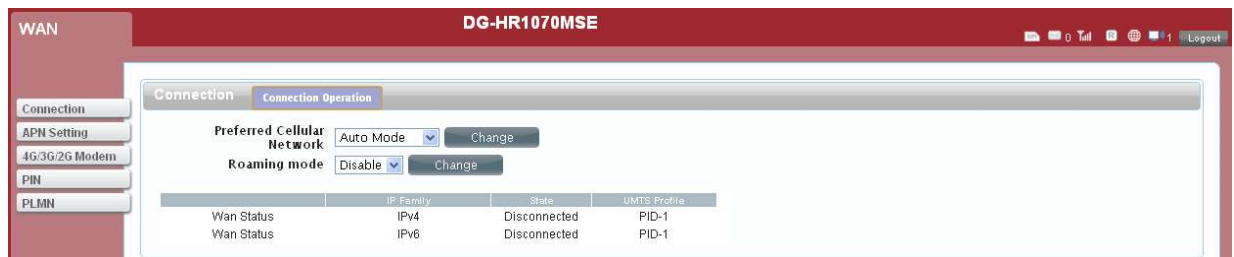 WAN
DG-HR1070MSE
0 R 1 Logout
Connection
Connection Operation
Connection
APN Setting
4G/3G/2G Modem
PIN
PLMN
Preferred Cellular Network Auto Mode Change
Roaming mode Disable Change
IP Family State UMTS Profile
Wan Status IPv4 Disconnected PID-1
Wan Status IPv6 Disconnected PID-1